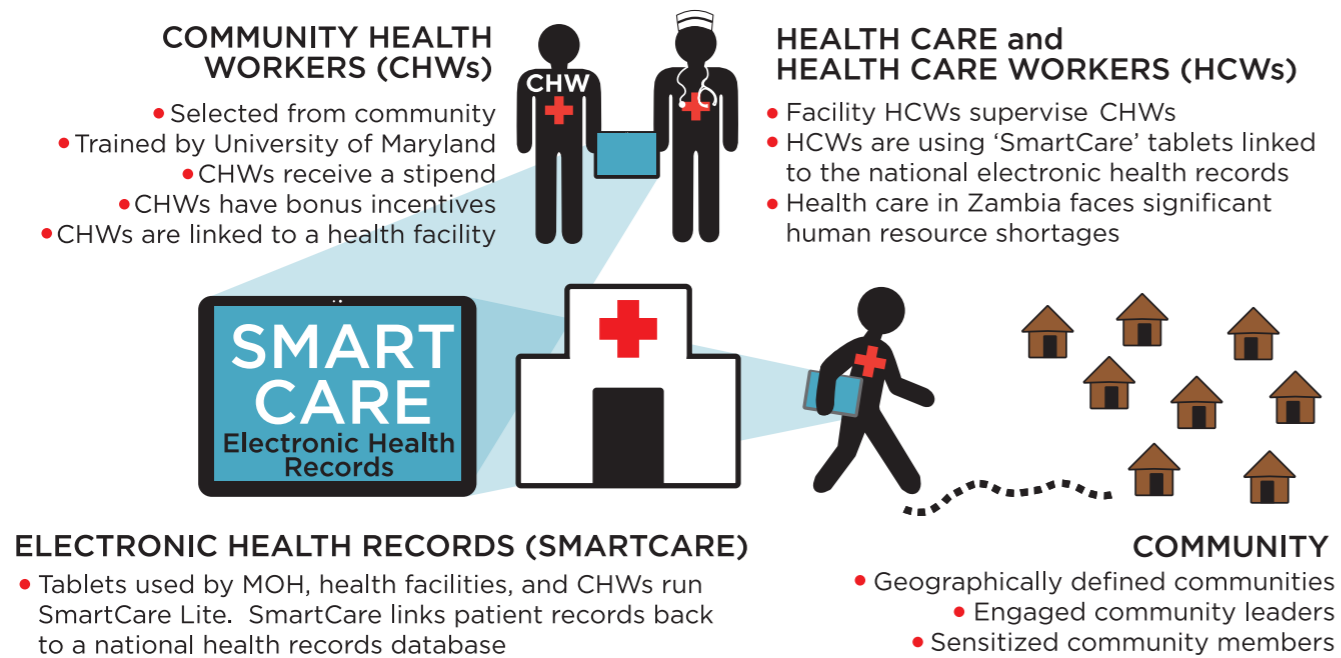 COMMUNITY HEALTH
WORKERS (CHWs)
• Selected from community
• Trained by University of Maryland
• CHWs receive a stipend
• CHWs have bonus incentives
• CHWs are linked to a health facility
CHW
HEALTH CARE and
HEALTH CARE WORKERS (HCWs)
• Facility HCWs supervise CHWs
• HCWs are using ‘SmartCare’ tablets linked
to the national electronic health records
• Health care in Zambia faces significant
human resource shortages
SMART
CARE
Electronic Health
Records
ELECTRONIC HEALTH RECORDS (SMARTCARE)
• Tablets used by MOH, health facilities, and CHWs run
SmartCare Lite. SmartCare links patient records back
to a national health records database
COMMUNITY
• Geographically defined communities
• Engaged community leaders
• Sensitized community members